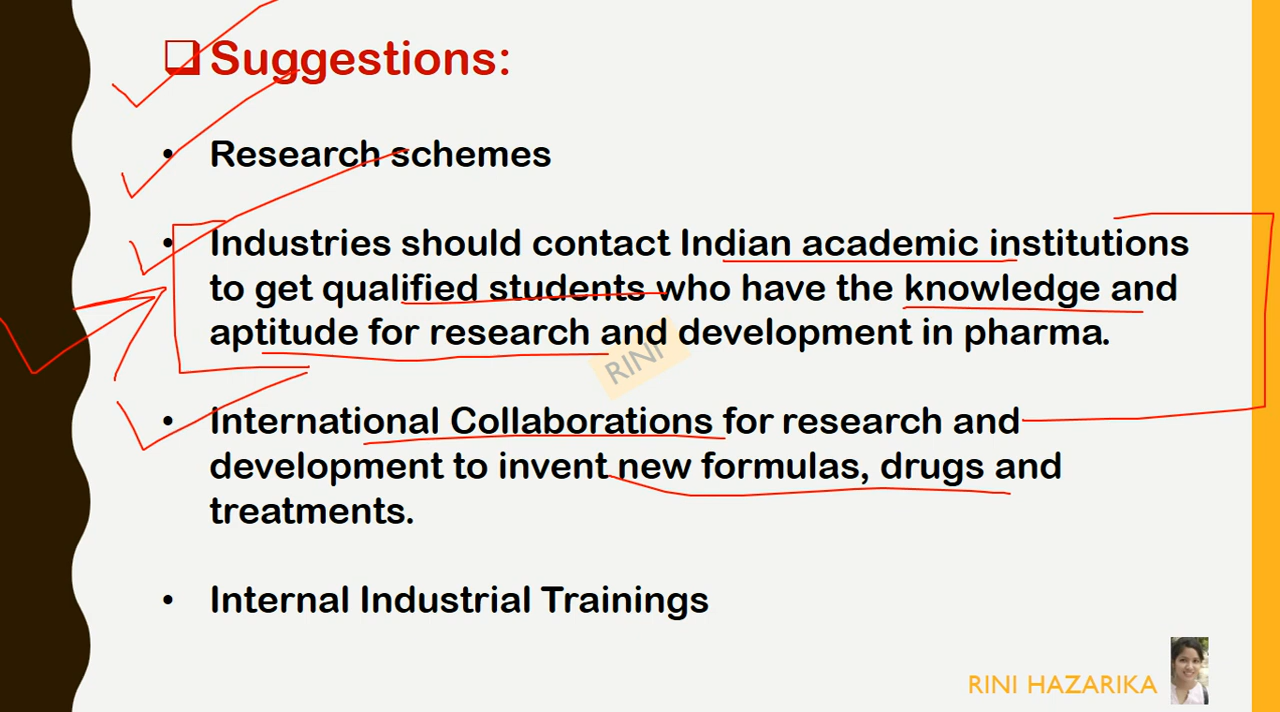 Suggestions:
• Research schemes
• Industries should contact Indian academic institutions
to get qualified students who have the knowledge and
aptitude for research and development in pharma.
RINI
• International Collaborations for research and
development to invent new formulas, drugs and
treatments.
• Internal Industrial Trainings
RINI HAZARIKA